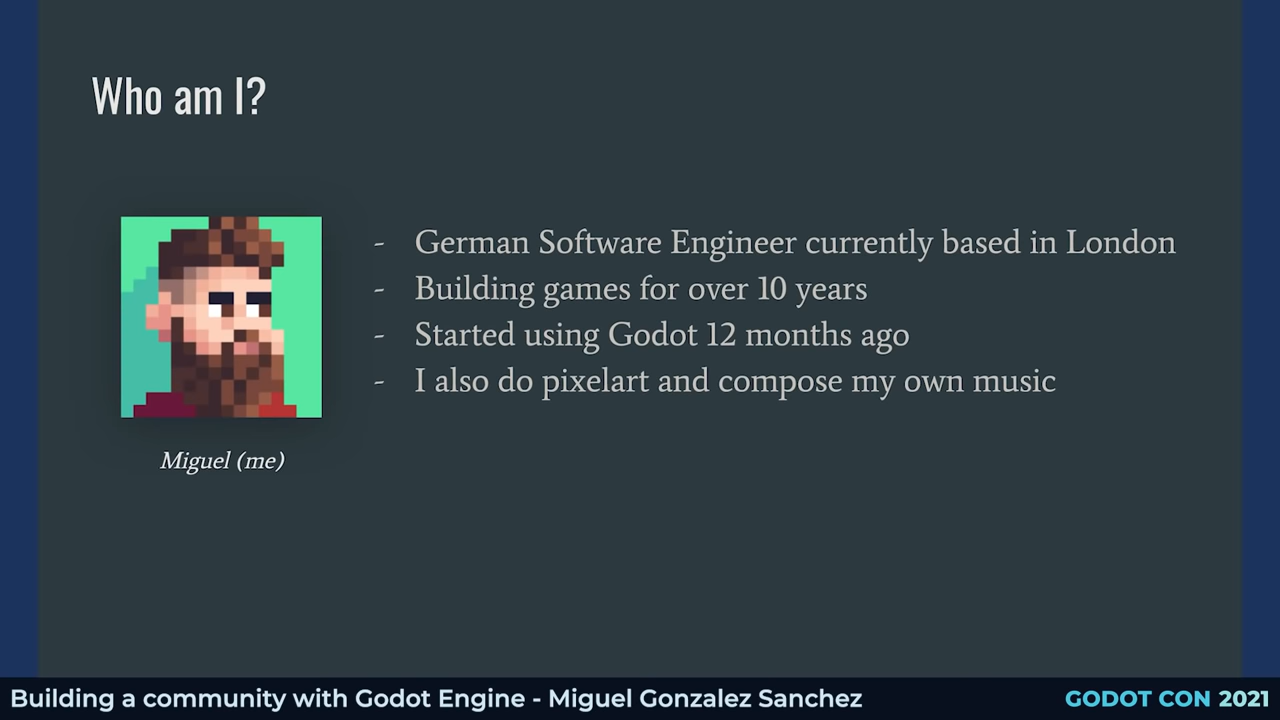 Who am I?
- German Software Engineer currently based in London
- Building games for over 10 years
- Started using Godot 12 months ago
- I also do pixelart and compose my own music
Miguel (me)
Building a community with Godot Engine - Miguel Gonzalez Sanchez
GODOT CON 2021